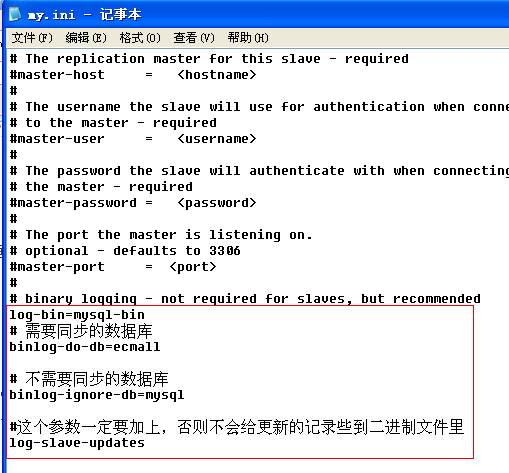 my.ini - 记事本
文件(F) 编辑(E) 格式(O) 查看(V) 帮助(H)
# The replication master for this slave - required
#master-host = <hostname>
#
# The username the slave will use for authentication when conne
# to the master - required
#master-user = <username>
#
# The password the slave will authenticate with when connecting
# the master - required
#master-password = <password>
#
# The port the master is listening on.
# optional - defaults to 3306
#master-port = <port>
#
# binary logging - not required for slaves, but recommended
log-bin=mysql-bin
# 需要同步的数据库
binlog-do-db=ecmall
# 不需要同步的数据库
binlog-ignore-db=mysql
#这个参数一定要加上，否则不会给更新的记录些到二进制文件里
log-slave-updates